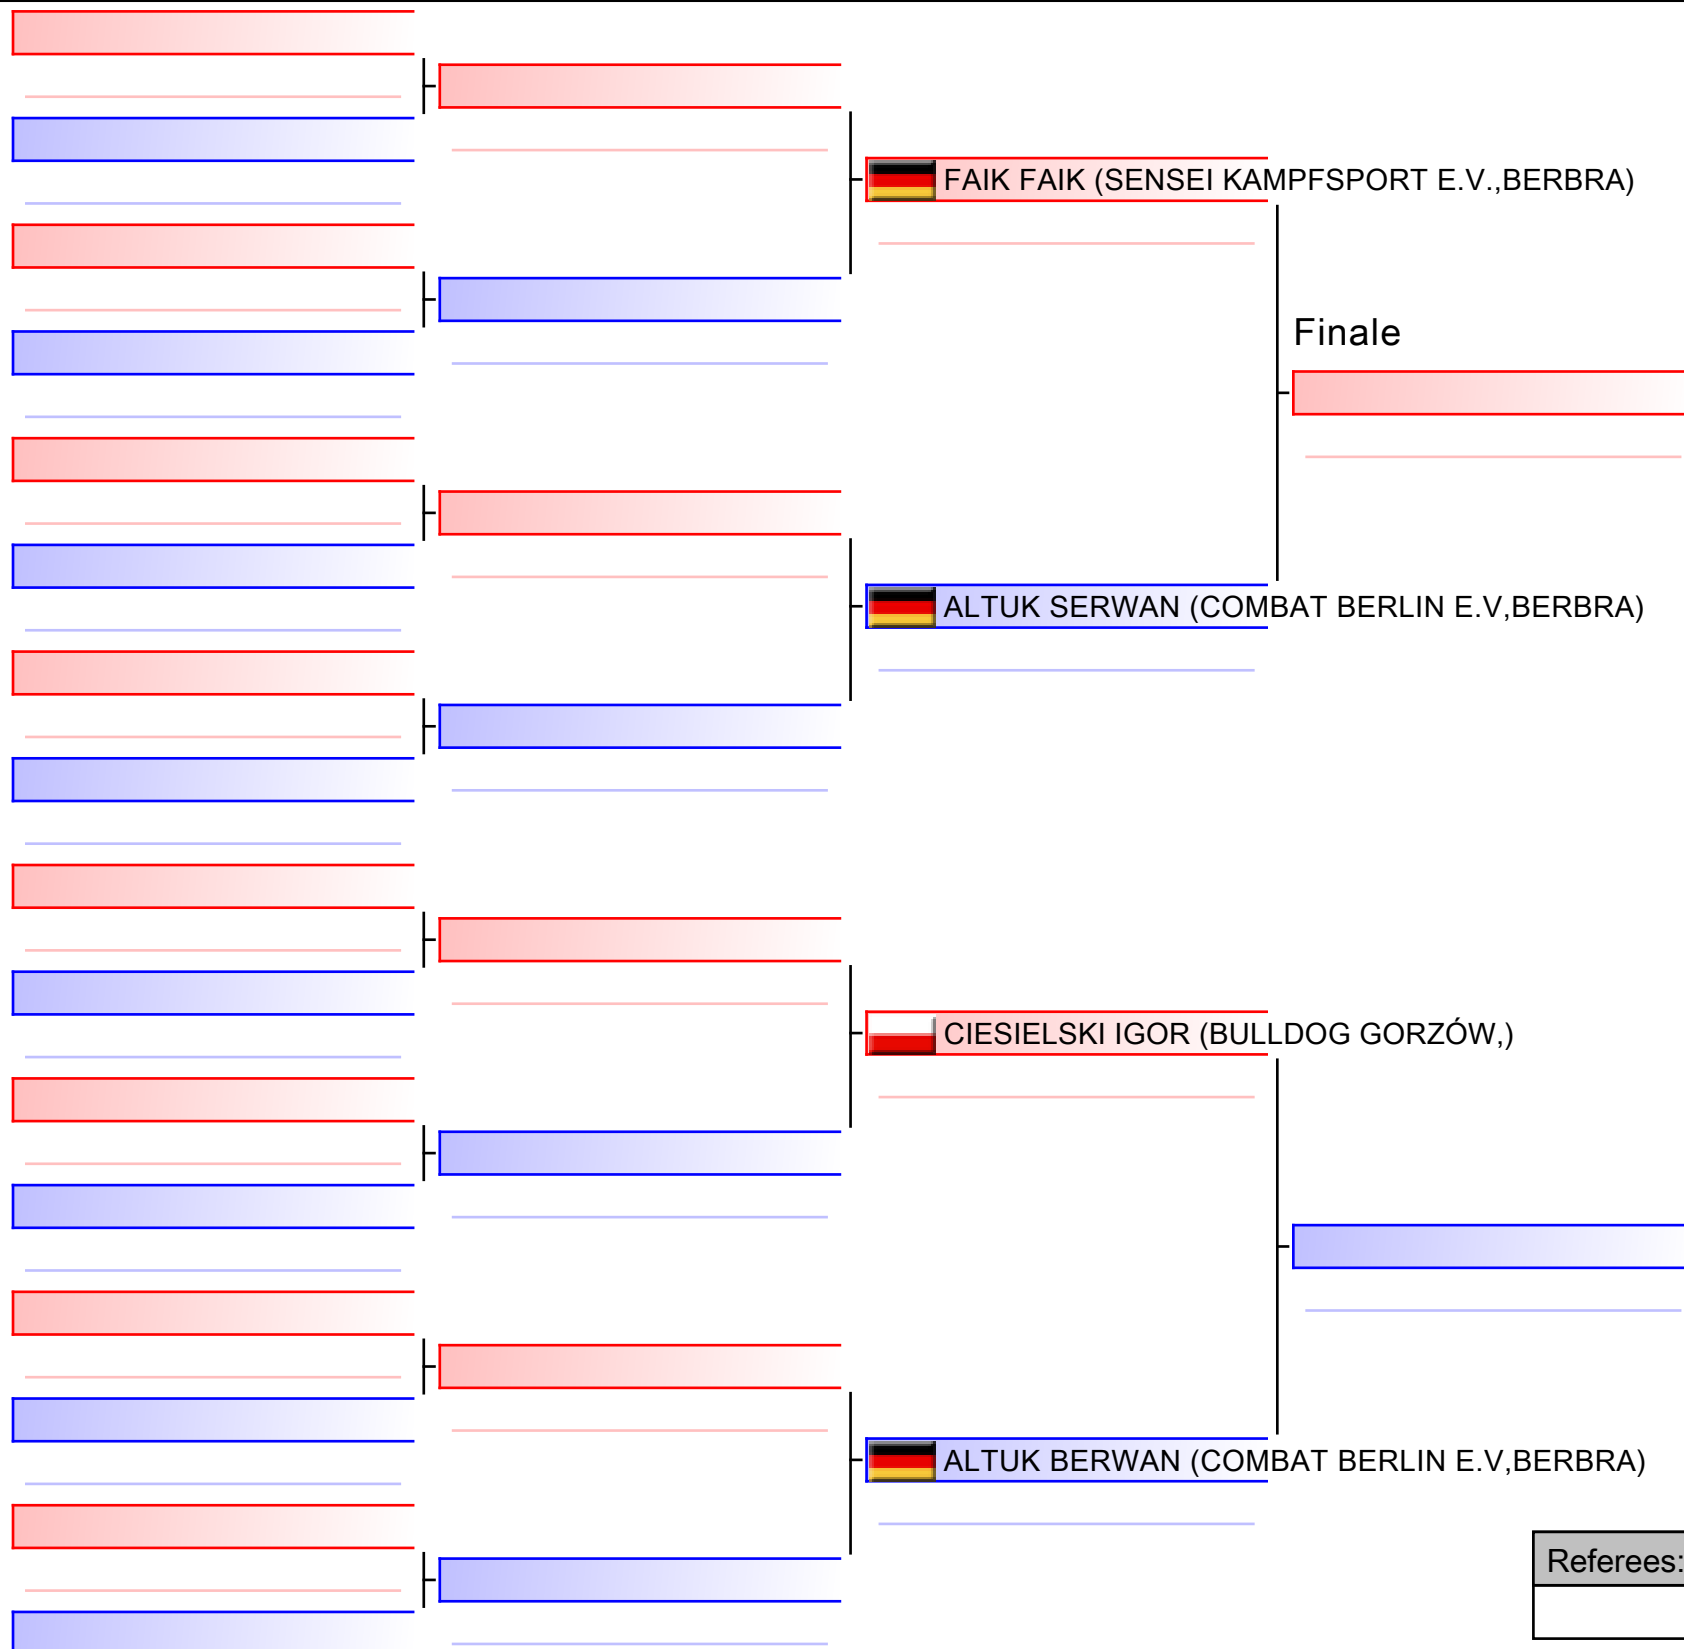 FAIK FAIK (SENSEI KAMPFSPORT E.V.,BERBRA)
Finale
ALTUK SERWAN (COMBAT BERLIN E.V,BERBRA)
CIESIELSKI IGOR (BULLDOG GORZÓW,)
ALTUK BERWAN (COMBAT BERLIN E.V,BERBRA)
Referees: